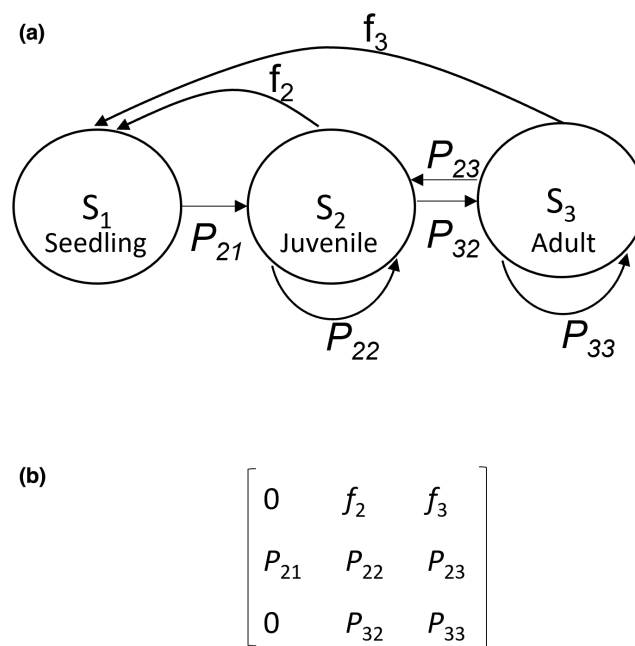 (a)
f3
f2
P23
S1 S2 S3
Seedling P21 Juvenile P32 Adult
P22 P33
(b)
0 f2 f3
P21 P22 P23
0 P32 P33